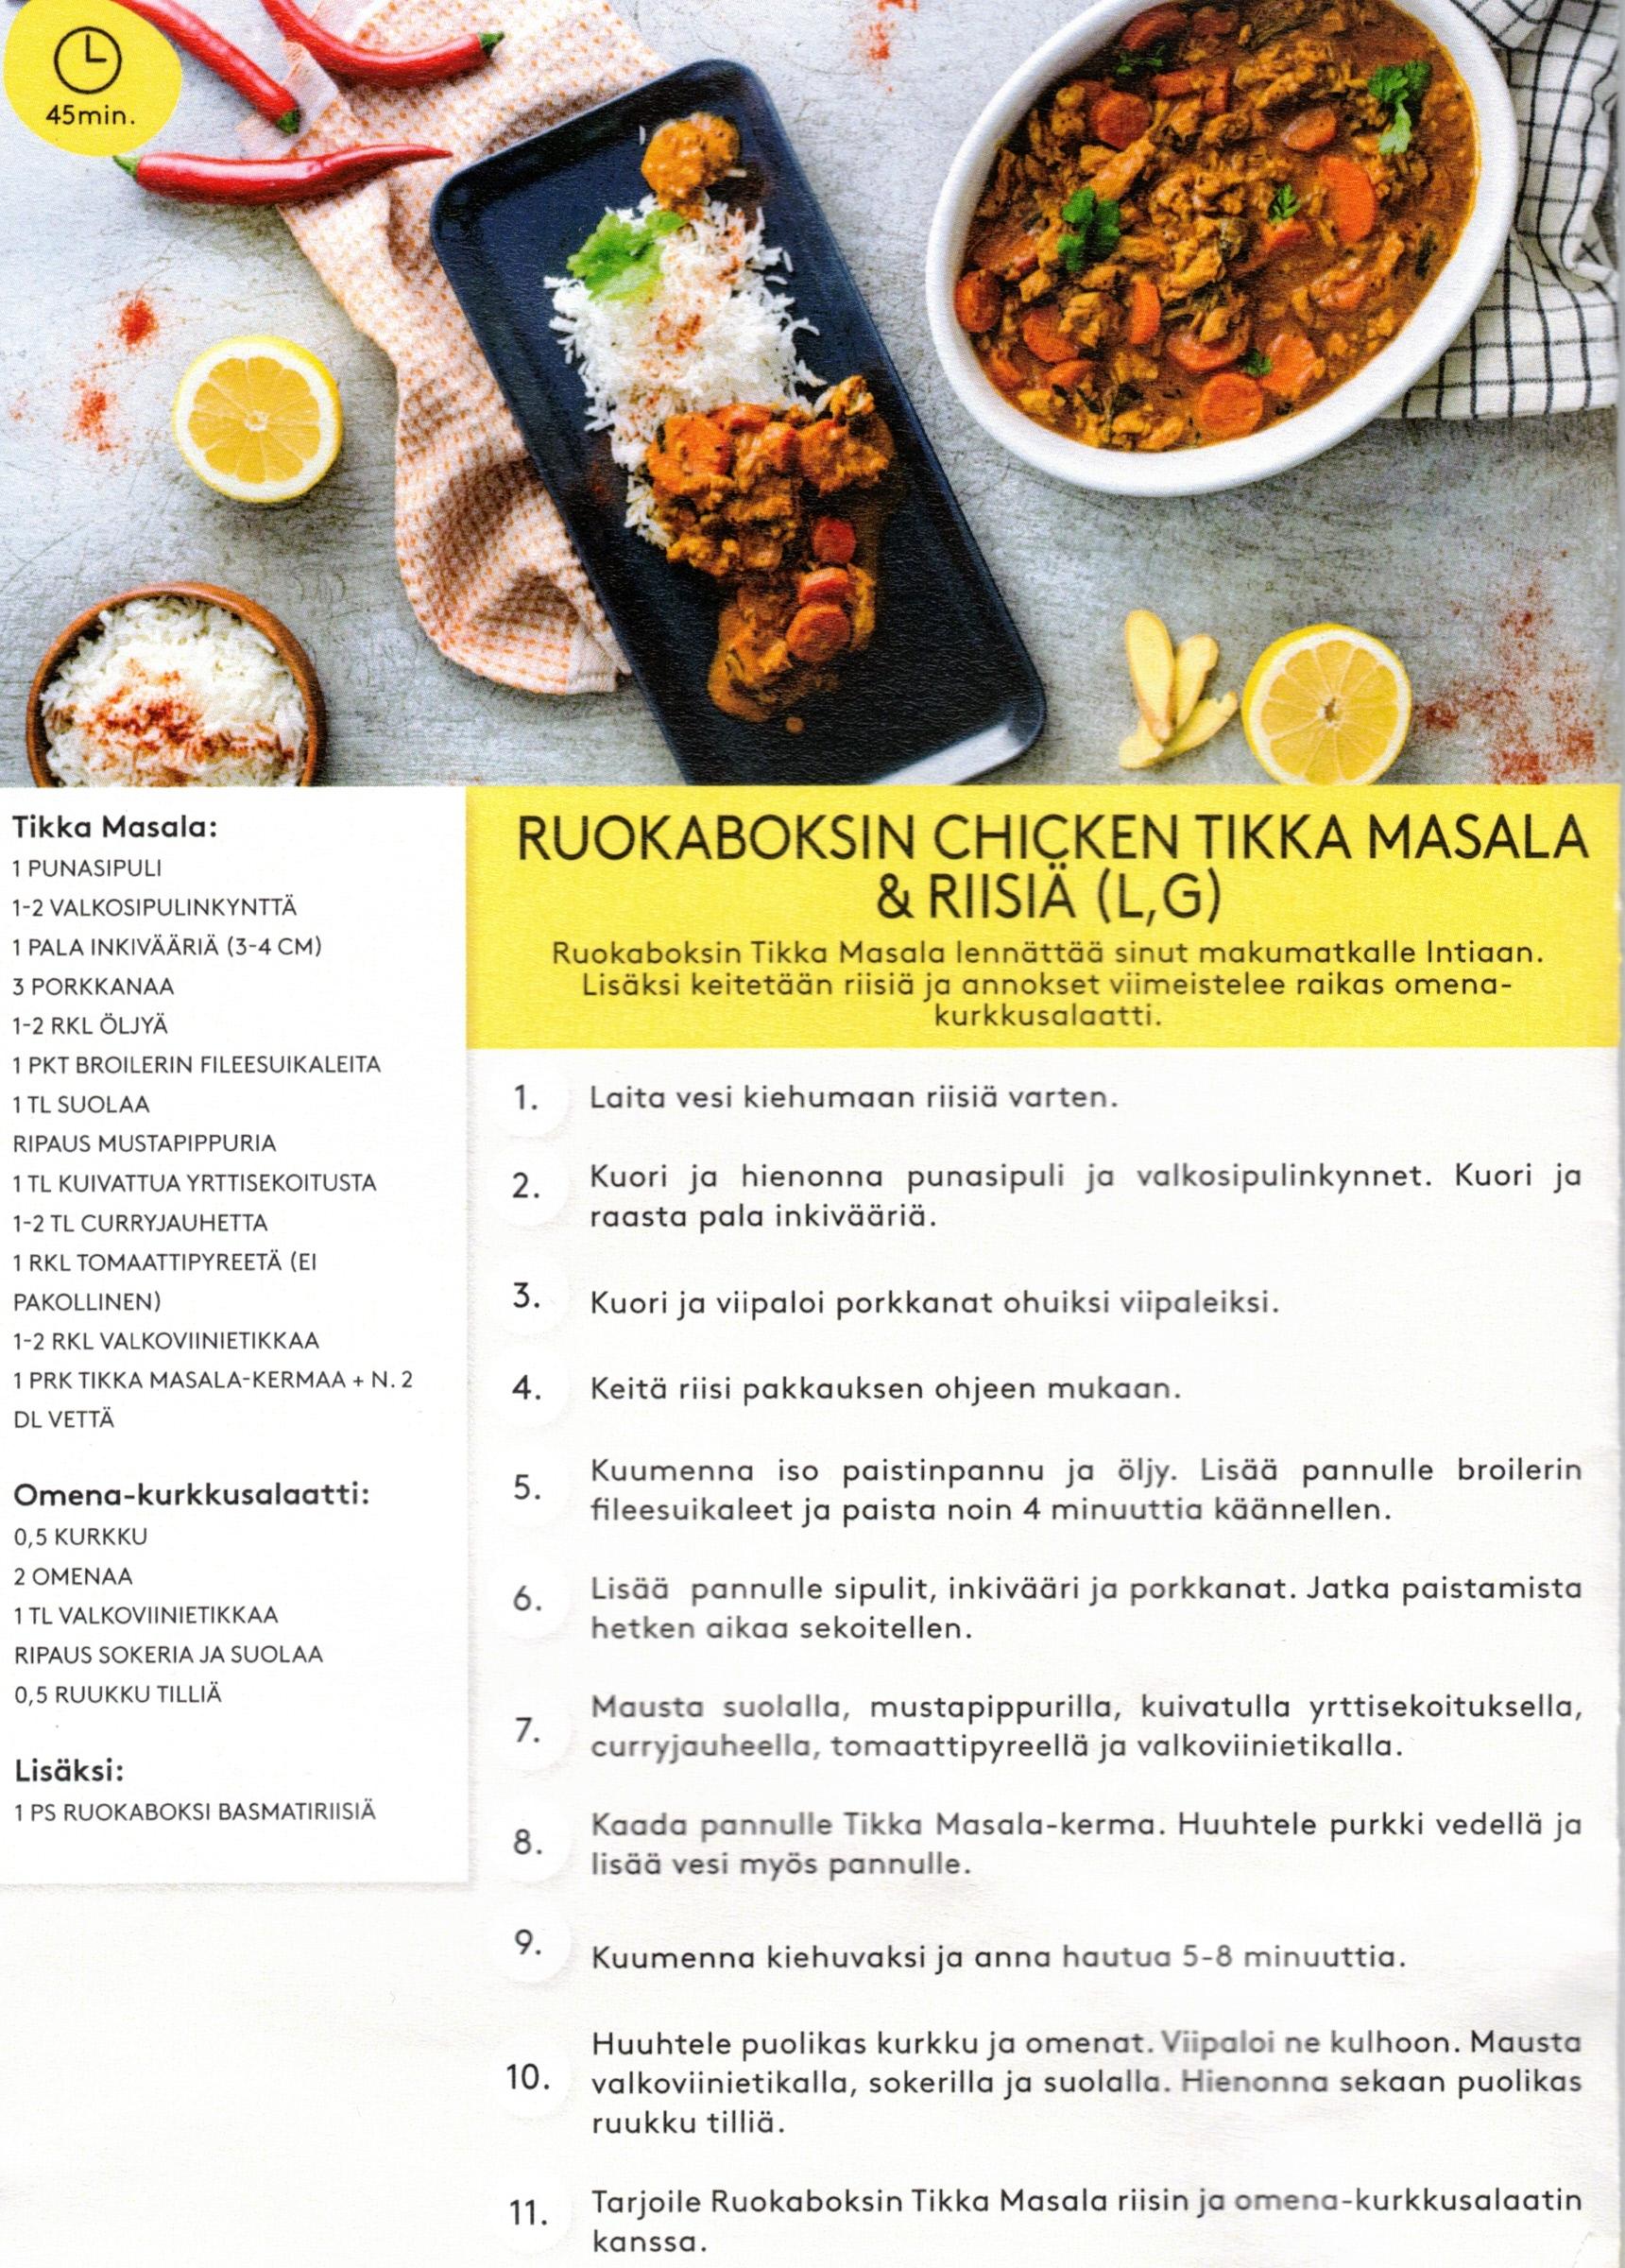 45min.
Tikka Masala:
1 PUNASIPULI
1-2 VALKOSIPULINKYNTTÄ
1 PALA INKIVÄÄRIÄ (3-4 CM)
3 PORKKANAA
1-2 RKL ÖLJYÄ
1 PKT BROILERIN FILEESUIKALEITA
1 TL SUOLAA
RIPAUS MUSTAPIPPURIA
1 TL KUIVATTUA YRTTISEKOITUSTA
1-2 TL CURRYJAUHETTA
1 RKL TOMAATTIPYREETÄ (EI
PAKOLLINEN)
1-2 RKL VALKOVIINIETIKKAA
1 PRK TIKKA MASALA-KERMAA + N. 2
DL VETTÄ
Omena-kurkkusalaatti:
0,5 KURKKU
2 OMENAA
1 TL VALKOVIINIETIKKAA
RIPAUS SOKERIA JA SUOLAA
0,5 RUUKKU TILLIÄ
Lisäksi:
1 PS RUOKABOKSI BASMATIRIISIÄ
RUOKABOKSIN CHICKEN TIKKA MASALA
& RIISIÄ (L,G)
Ruokaboksin Tikka Masala lennättää sinut makumatkalle Intiaan.
Lisäksi keitetään riisiä ja annokset viimeistelee raikas omena-
kurkkusalaatti.
1. Laita vesi kiehumaan riisiä varten.
2. Kuori ja hienonna punasipuli ja valkosipulinkynnet. Kuori ja
raasta pala inkivääriä.
3. Kuori ja viipaloi porkkanat ohuiksi viipaleiksi.
4. Keitä riisi pakkauksen ohjeen mukaan.
5. Kuumenna iso paistinpannu ja öljy. Lisää pannulle broilerin
fileesuikaleet ja paista noin 4 minuuttia käännellen.
6. Lisää pannulle sipulit, inkivääri ja porkkanat. Jatka paistamista
hetken aikaa sekoitellen.
7. Mausta suolalla, mustapippurilla, kuivatulla yrttisekoituksella,
curryjauheella, tomaattipyreellä ja valkoviinietikalla.
8. Kaada pannulle Tikka Masala-kerma. Huuhtele purkki vedellä ja
lisää vesi myös pannulle.
9. Kuumenna kiehuvaksi ja anna hautua 5-8 minuuttia.
10. Huuhtele puolikas kurkku ja omenat. Viipaloi ne kulhoon. Mausta
valkoviinietikalla, sokerilla ja suolalla. Hienonna sekaan puolikas
ruukku tilliä.
11. Tarjoile Ruokaboksin Tikka Masala riisin ja omena-kurkkusalaatin
kanssa.